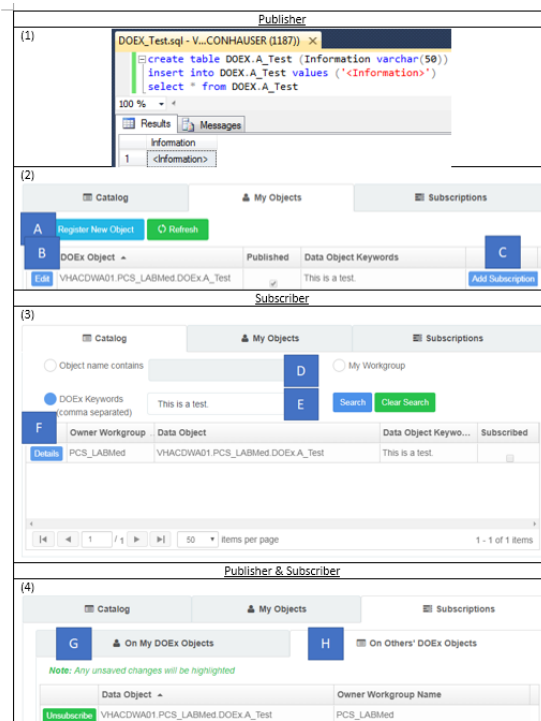 Publisher
(1)
DOEX_Test.sql - V...CONHAUSER (1187)) ×
create table DOEX.A_Test (Information varchar(50))
insert into DOEX.A_Test values ('<Information>')
select * from DOEX.A_Test
100 %
Results Messages
Information
1 <Information>
(2)
Catalog My Objects Subscriptions
A Register New Object Refresh
B DOEx Object Published Data Object Keywords C
Edit VHACDWA01.PCS_LABMed.DOEx.A_Test This is a test. Add Subscription
Subscriber
(3)
Catalog My Objects Subscriptions
Object name contains D My Workgroup
DOEx Keywords
(comma separated) This is a test. E Search Clear Search
F Owner Workgroup Data Object Data Object Keywo... Subscribed
Details PCS_LABMed VHACDWA01.PCS_LABMed.DOEx.A_Test This is a test.
1 / 1 50 items per page 1 - 1 of 1 items
Publisher & Subscriber
(4)
Catalog My Objects Subscriptions
G On My DOEx Objects H On Others' DOEx Objects
Note: Any unsaved changes will be highlighted
Data Object Owner Workgroup Name
Unsubscribe VHACDWA01.PCS_LABMed.DOEx.A_Test PCS_LABMed